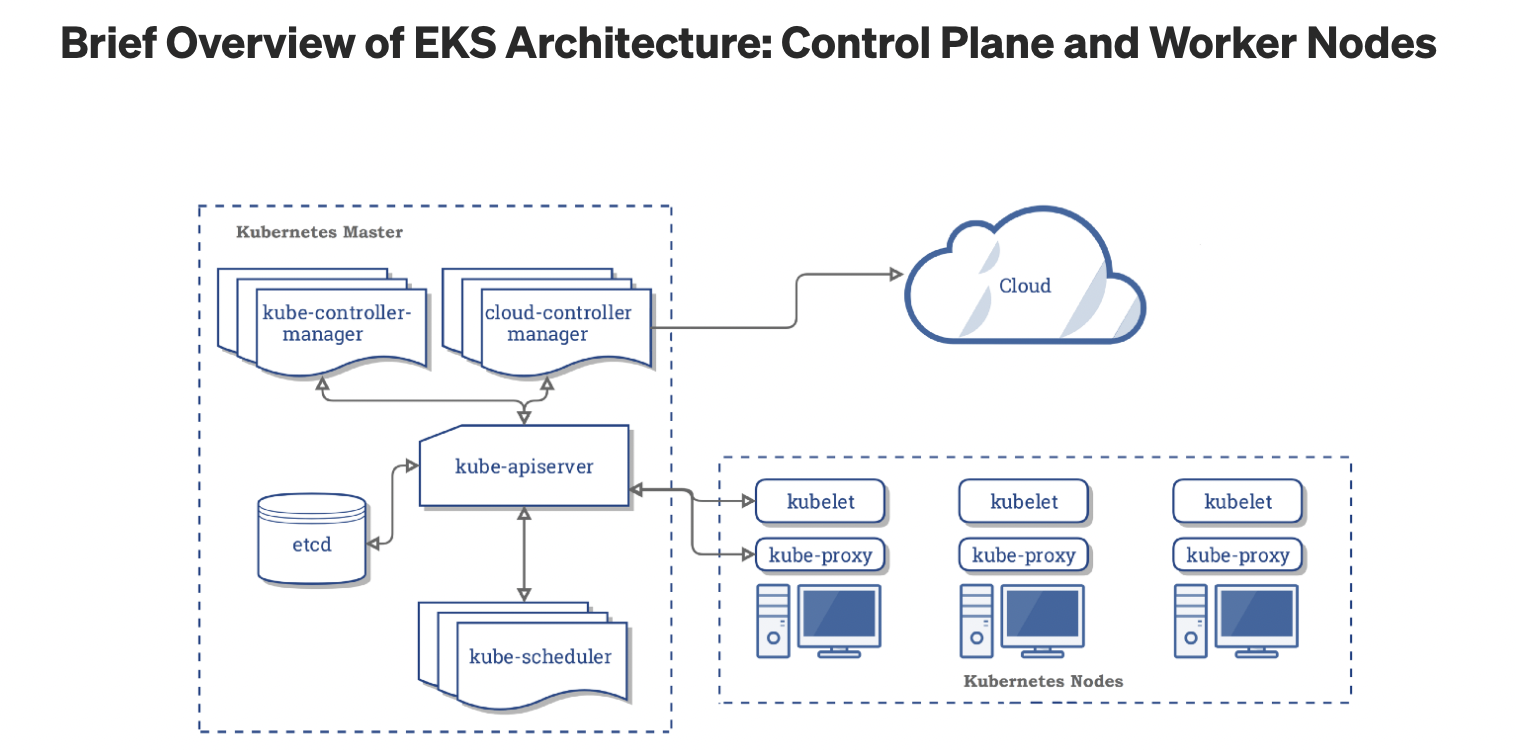 Brief Overview of EKS Architecture: Control Plane and Worker Nodes
Kubernetes Master
kube-controller-
manager
cloud-controller
manager
Cloud
kube-apiserver
etcd
kube-scheduler
kubelet
kubelet
kubelet
kube-proxy
kube-proxy
kube-proxy
Kubernetes Nodes